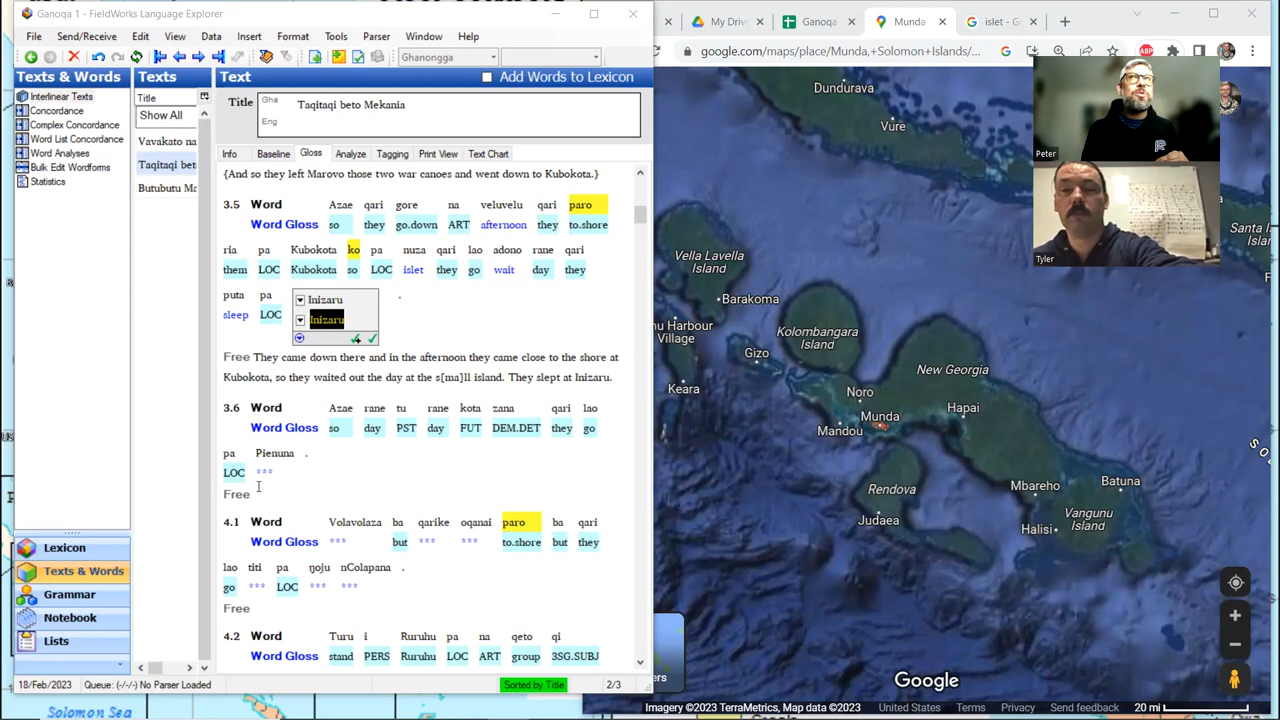 Ganoqa 1 - FieldWorks Language Explorer
File Send/Receive Edit View Data Insert Format Tools Parser Window Help
Ghanongga
Texts & Words
Interlinear Texts
Concordance
Complex Concordance
Word List Concordance
Word Analyses
Bulk Edit Wordforms
Statistics
Lexicon
Texts & Words
Grammar
Notebook
Lists
Texts
Title
Show All
Vavakato na
Taqitaqi beto
Butubutu Ma
Text Add Words to Lexicon
Title Gha Taqitaqi beto Mekania
Eng
Info Baseline Gloss Analyze Tagging Print View Text Chart
{And so they left Marovo those two war canoes and went down to Kubokota.}
3.5 Word Azae qari gore na veluvelu qari paro
Word Gloss so they go.down ART afternoon they to.shore
ria pa Kubokota ko pa nuza qari lao adono rane qari
them LOC Kubokota so LOC islet they go wait day they
puta pa Inizaru .
sleep LOC Inizaru
Free They came down there and in the afternoon they came close to the shore at
Kubokota, so they waited out the day at the s[ma]ll island. They slept at Inizaru.
3.6 Word Azae rane tu rane kota zana qari lao
Word Gloss so day PST day FUT DEM.DET they go
pa Pienuna .
LOC ***
Free
4.1 Word Volavolaza ba qarike oqanai paro ba qari
Word Gloss *** but *** *** to.shore but they
lao titi pa ŋoju nColapana .
go *** LOC *** ***
Free
4.2 Word Turu i Ruruhu pa na qeto qi
Word Gloss stand PERS Ruruhu LOC ART group 3SG.SUBJ
18/Feb/2023 Queue: (-/-/-) No Parser Loaded Sorted by Title 2/3
My Driv Ganoqa Munda islet - G
google.com/maps/place/Munda,+Solomon+Islands/...
ABP
Peter
Tyler
Dundurava
Vure
Vella Lavella
Island
Barakoma
Kolombangara
Island
Harbour
Village
Gizo
Keara
New Georgia
Noro
Munda
Hapai
Mandou
Rendova
Judaea
Mbareho
Batuna
Vangunu
Island
Halisi
Santa I
Google
Imagery ©2023 TerraMetrics, Map data ©2023 United States Terms Privacy Send feedback 20 mi
Solomon Sea